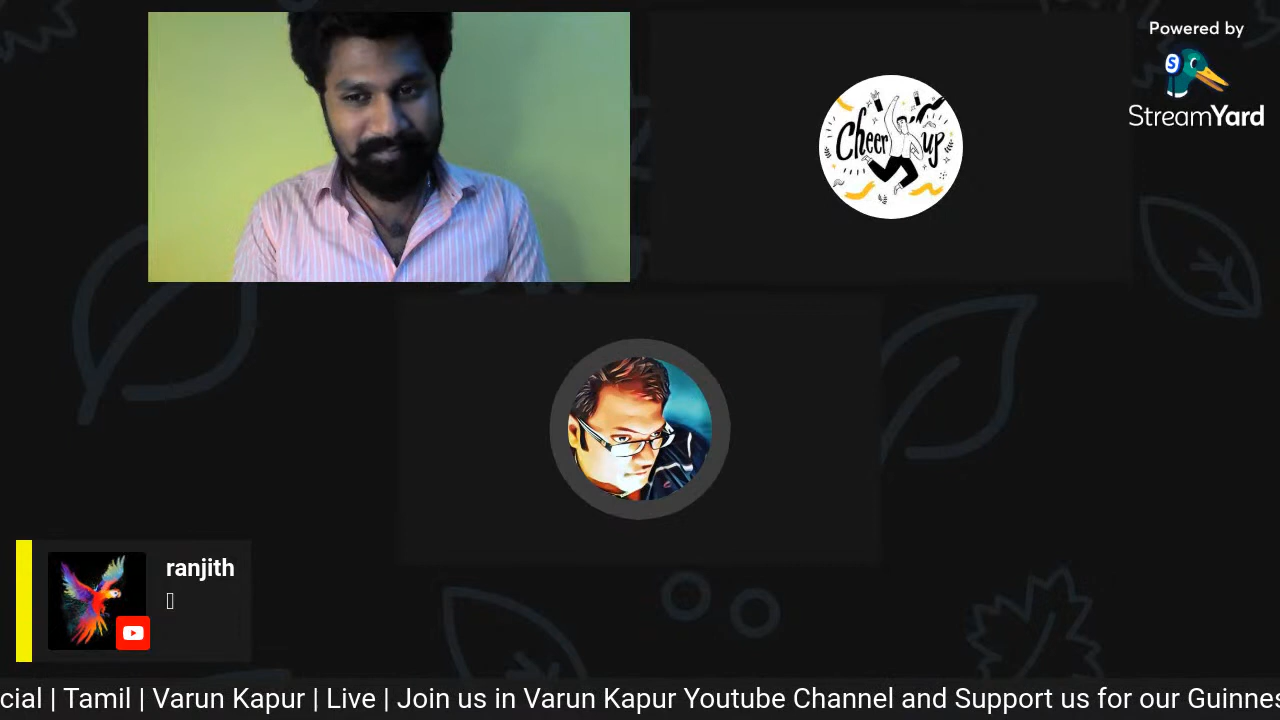 Powered by
StreamYard
Cheer up
ranjith
cial | Tamil | Varun Kapur | Live | Join us in Varun Kapur Youtube Channel and Support us for our Guinnes